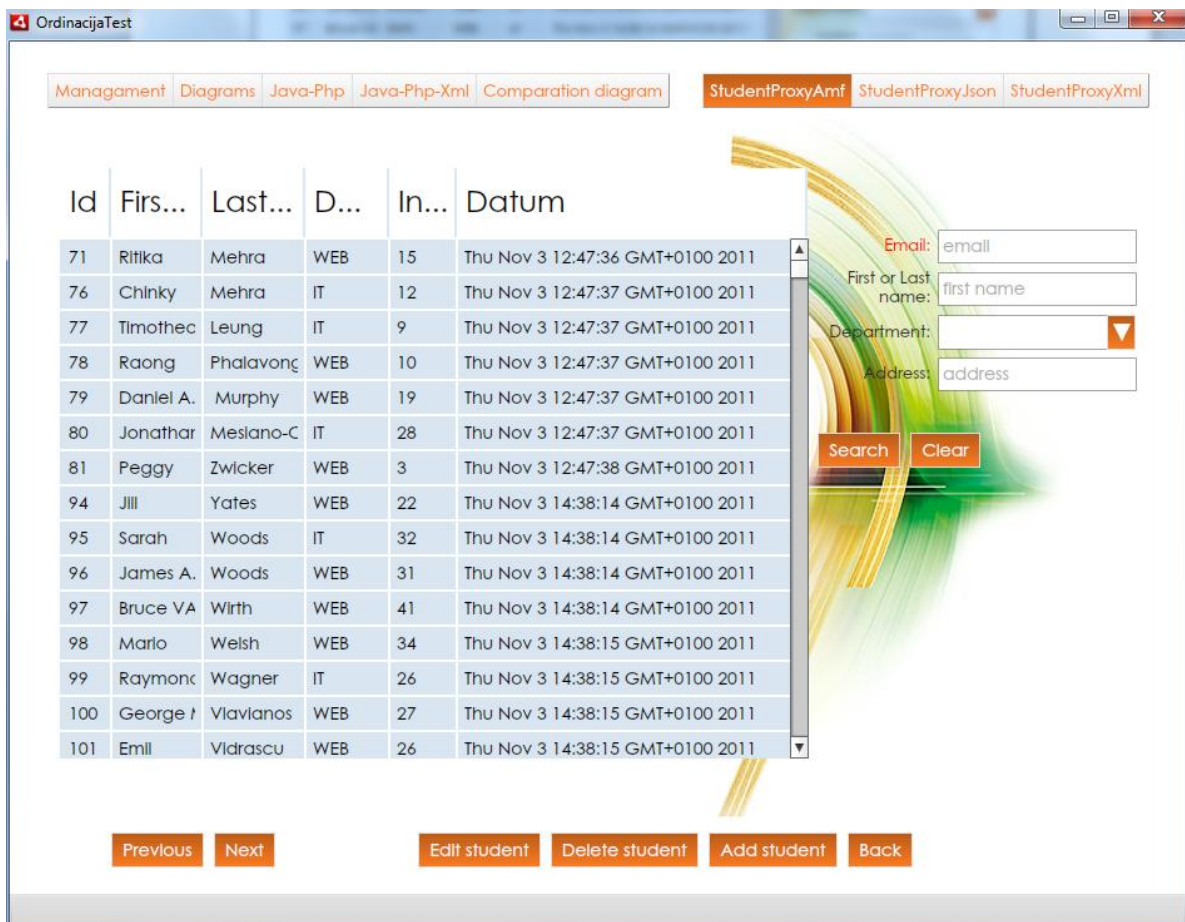 OrdinacijaTest
Managament Diagrams Java-Php Java-Php-Xml Comparation diagram StudentProxyAmf StudentProxyJson StudentProxyXml
Id Firs... Last... D... In... Datum
71 Ritika Mehra WEB 15 Thu Nov 3 12:47:36 GMT+0100 2011
76 Chinky Mehra IT 12 Thu Nov 3 12:47:37 GMT+0100 2011
77 Timothec Leung IT 9 Thu Nov 3 12:47:37 GMT+0100 2011
78 Raong Phalavong WEB 10 Thu Nov 3 12:47:37 GMT+0100 2011
79 Daniel A. Murphy WEB 19 Thu Nov 3 12:47:37 GMT+0100 2011
80 Jonathar Mesiano-C IT 28 Thu Nov 3 12:47:37 GMT+0100 2011
81 Peggy Zwicker WEB 3 Thu Nov 3 12:47:38 GMT+0100 2011
94 Jill Yates WEB 22 Thu Nov 3 14:38:14 GMT+0100 2011
95 Sarah Woods IT 32 Thu Nov 3 14:38:14 GMT+0100 2011
96 James A. Woods WEB 31 Thu Nov 3 14:38:14 GMT+0100 2011
97 Bruce VA Wirth WEB 41 Thu Nov 3 14:38:14 GMT+0100 2011
98 Mario Welsh WEB 34 Thu Nov 3 14:38:15 GMT+0100 2011
99 Raymonc Wagner IT 26 Thu Nov 3 14:38:15 GMT+0100 2011
100 George Vlavianos WEB 27 Thu Nov 3 14:38:15 GMT+0100 2011
101 Emil Vidrascu WEB 26 Thu Nov 3 14:38:15 GMT+0100 2011
Email: email
First or Last
name: first name
Department:
Address: address
Search Clear
Previous Next Edit student Delete student Add student Back